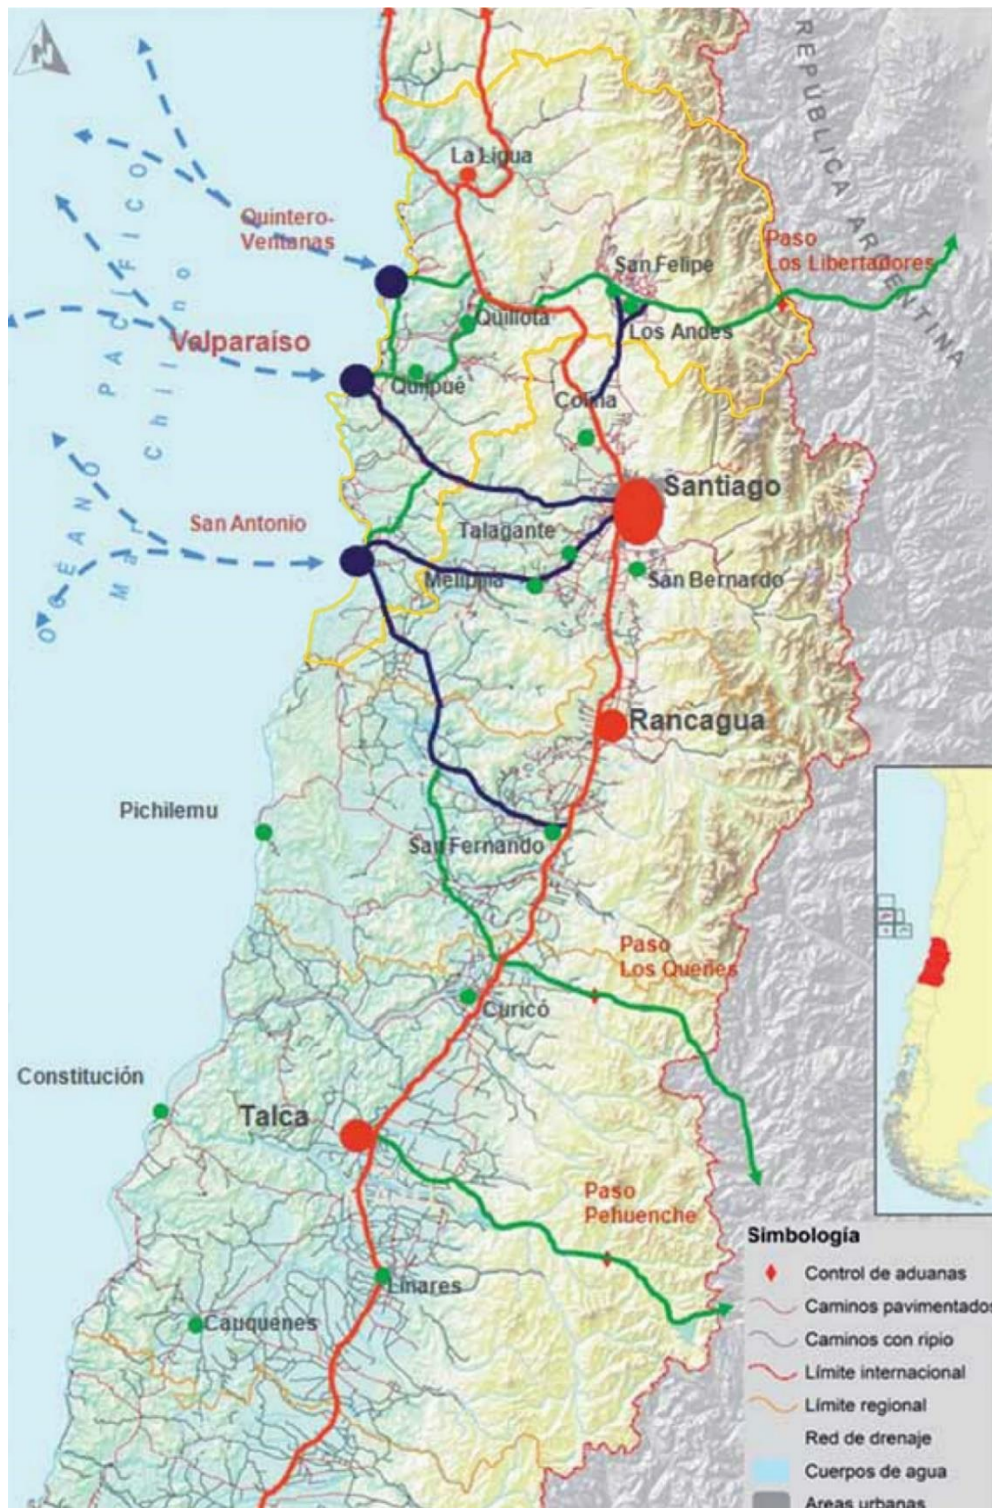 N
REPUBLICA ARGENTINA
OCÉANO PACÍFICO
Mar Chileno
La Ligua
Quintero-
Ventanas
Paso
Los Libertadores
San Felipe
Quillota
Los Andes
Valparaíso
Quilpué
Colina
Santiago
San Antonio
Talagante
Melipilla
San Bernardo
Rancagua
Pichilemu
San Fernando
Paso
Los Queñes
Curicó
Constitución
Talca
Paso
Pehuenche
Linares
Cauquenes
Simbología
Control de aduanas
Caminos pavimentados
Caminos con ripio
Límite internacional
Límite regional
Red de drenaje
Cuerpos de agua
Areas urbanas